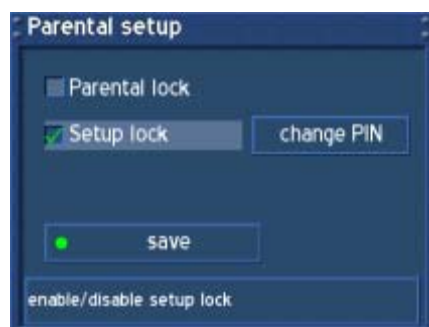 Parental setup
Parental lock
Setup lock
change PIN
save
enable/disable setup lock